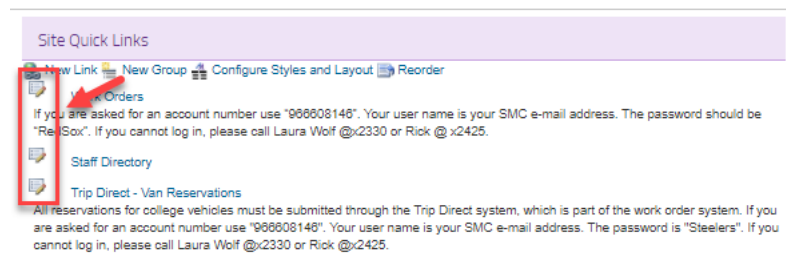 Site Quick Links
New Link New Group Configure Styles and Layout Reorder
Work Orders
If you are asked for an account number use "966608146". Your user name is your SMC e-mail address. The password should be
"RedSox". If you cannot log in, please call Laura Wolf @x2330 or Rick @ x2425.
Staff Directory
Trip Direct - Van Reservations
All reservations for college vehicles must be submitted through the Trip Direct system, which is part of the work order system. If you
are asked for an account number use "966608146". Your user name is your SMC e-mail address. The password is "Steelers". If you
cannot log in, please call Laura Wolf @x2330 or Rick @x2425.